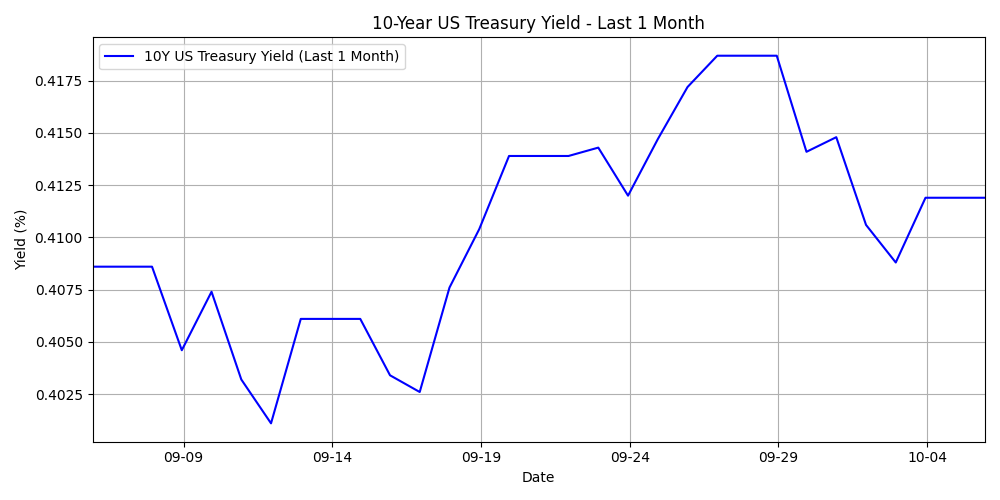 10-Year US Treasury Yield - Last 1 Month
10Y US Treasury Yield (Last 1 Month)
0.4175
0.4150
0.4125
0.4100
0.4075
0.4050
0.4025
Yield (%)
09-09 09-14 09-19 09-24 09-29 10-04
Date